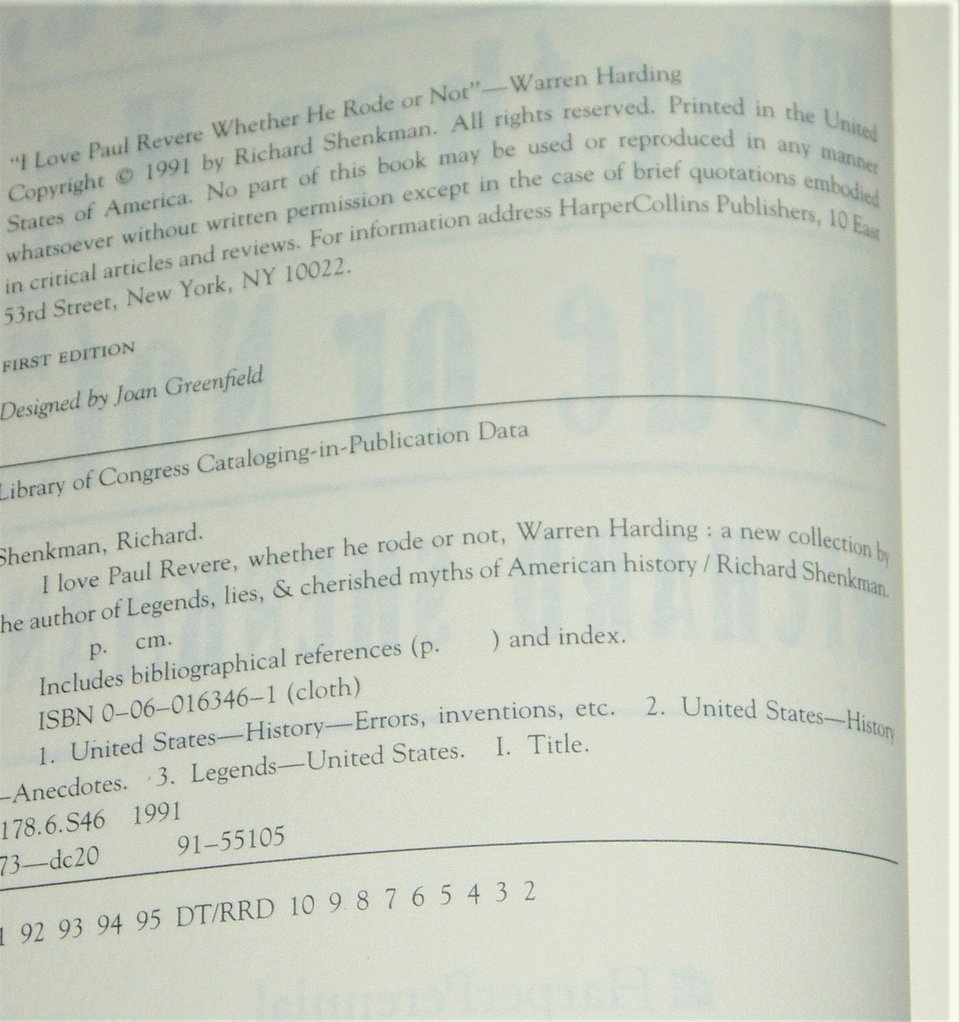 "I Love Paul Revere Whether He Rode or Not"—Warren Harding
Copyright © 1991 by Richard Shenkman. All rights reserved. Printed in the United
States of America. No part of this book may be used or reproduced in any manner
whatsoever without written permission except in the case of brief quotations embodied
in critical articles and reviews. For information address HarperCollins Publishers, 10 East
53rd Street, New York, NY 10022.
FIRST EDITION
Designed by Joan Greenfield
Library of Congress Cataloging-in-Publication Data
Shenkman, Richard.
I love Paul Revere, whether he rode or not, Warren Harding : a new collection by
he author of Legends, lies, & cherished myths of American history / Richard Shenkman.
p. cm.
Includes bibliographical references (p. ) and index.
ISBN 0-06-016346-1 (cloth)
1. United States—History—Errors, inventions, etc. 2. United States—History
—Anecdotes. 3. Legends—United States. I. Title.
178.6.S46 1991
73—dc20 91-55105
1 92 93 94 95 DT/RRD 10 9 8 7 6 5 4 3 2
HarperPerennial